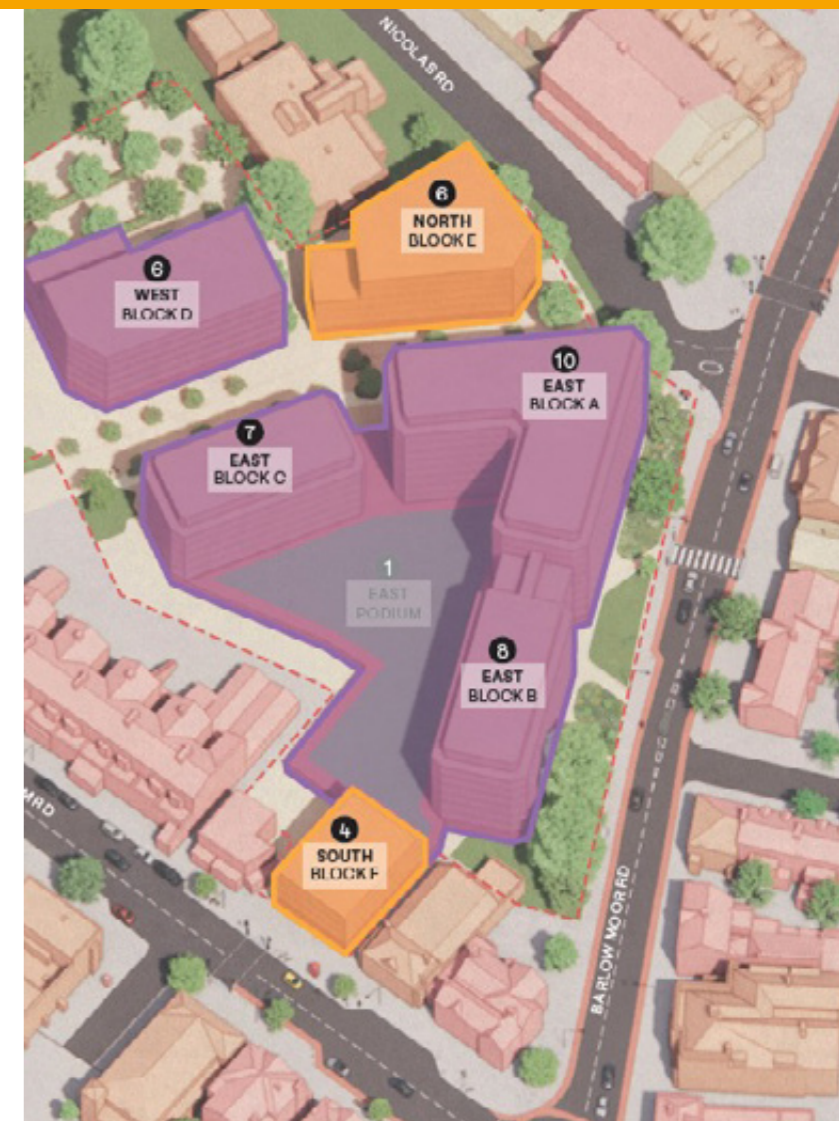 NICOLAS RD
6
NORTH
BLOCK E
6
WEST
BLOCK D
10
EAST
BLOCK A
7
EAST
BLOCK C
1
EAST
PODIUM
8
EAST
BLOCK B
4
SOUTH
BLOCK F
BARLOW MOOR RD